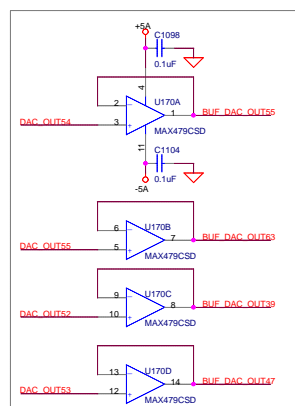 +5A
C1098
0.1uF
4
U170A
2
1
BUF_DAC_OUT55
DAC_OUT54
3
MAX479CSD
11
C1104
0.1uF
-5A
U170B
6
7
BUF_DAC_OUT63
DAC_OUT55
5
MAX479CSD
U170C
9
8
BUF_DAC_OUT39
DAC_OUT52
10
MAX479CSD
U170D
13
14
BUF_DAC_OUT47
DAC_OUT53
12
MAX479CSD